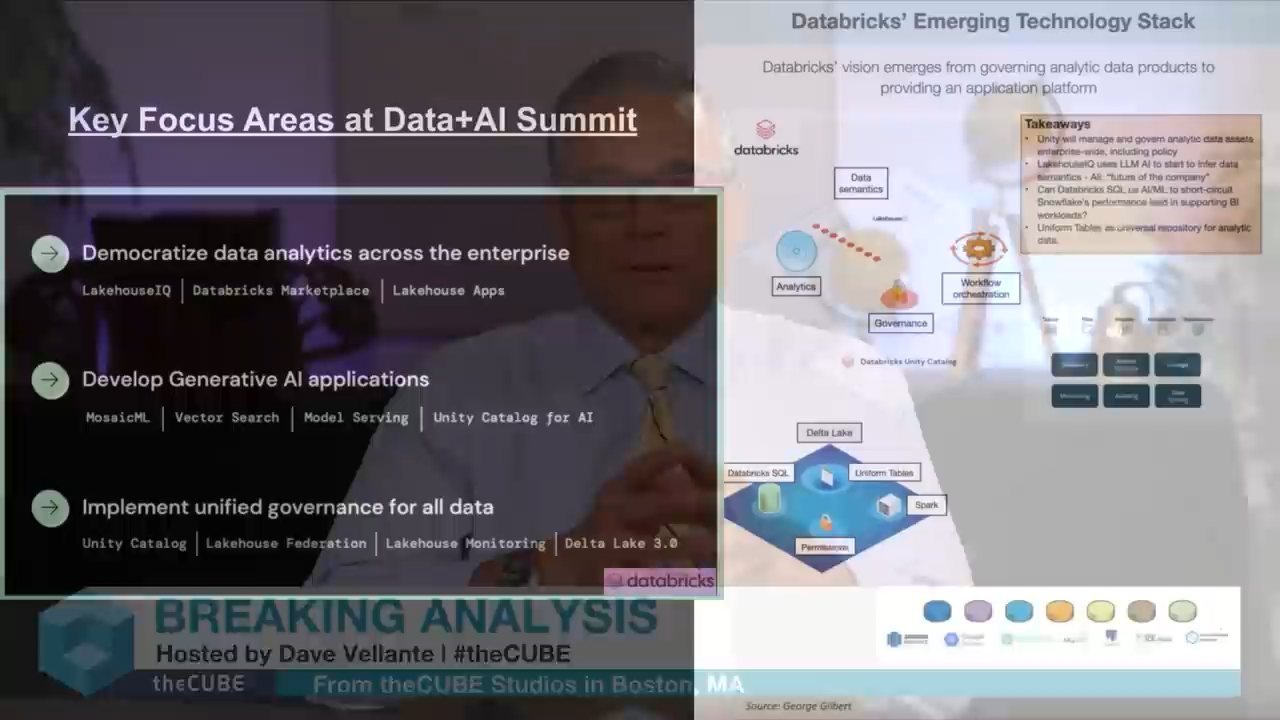 Key Focus Areas at Data+AI Summit
Democratize data analytics across the enterprise
LakehouseIQ | Databricks Marketplace | Lakehouse Apps
Develop Generative AI applications
MosaicML | Vector Search | Model Serving | Unity Catalog for AI
Implement unified governance for all data
Unity Catalog | Lakehouse Federation | Lakehouse Monitoring | Delta Lake 3.0
databricks
BREAKING ANALYSIS
Hosted by Dave Vellante | #theCUBE
theCUBE
From theCUBE Studios in Boston, MA
Databricks' Emerging Technology Stack
Databricks' vision emerges from governing analytic data products to
providing an application platform
databricks
Takeaways
• Unity will manage and govern analytic data assets
enterprise-wide, including policy
• LakehouseIQ uses LLM AI to start to infer data
semantics - Ali: "future of the company"
• Can Databricks SQL us AI/ML to short-circuit
Snowflake's performance lead in supporting BI
workloads?
• Uniform Tables as universal repository for analytic
data.
Data
semantics
Analytics
Workflow
orchestration
Governance
Databricks Unity Catalog
Delta Lake
Databricks SQL
Uniform Tables
Spark
Permissions
Source: George Gilbert